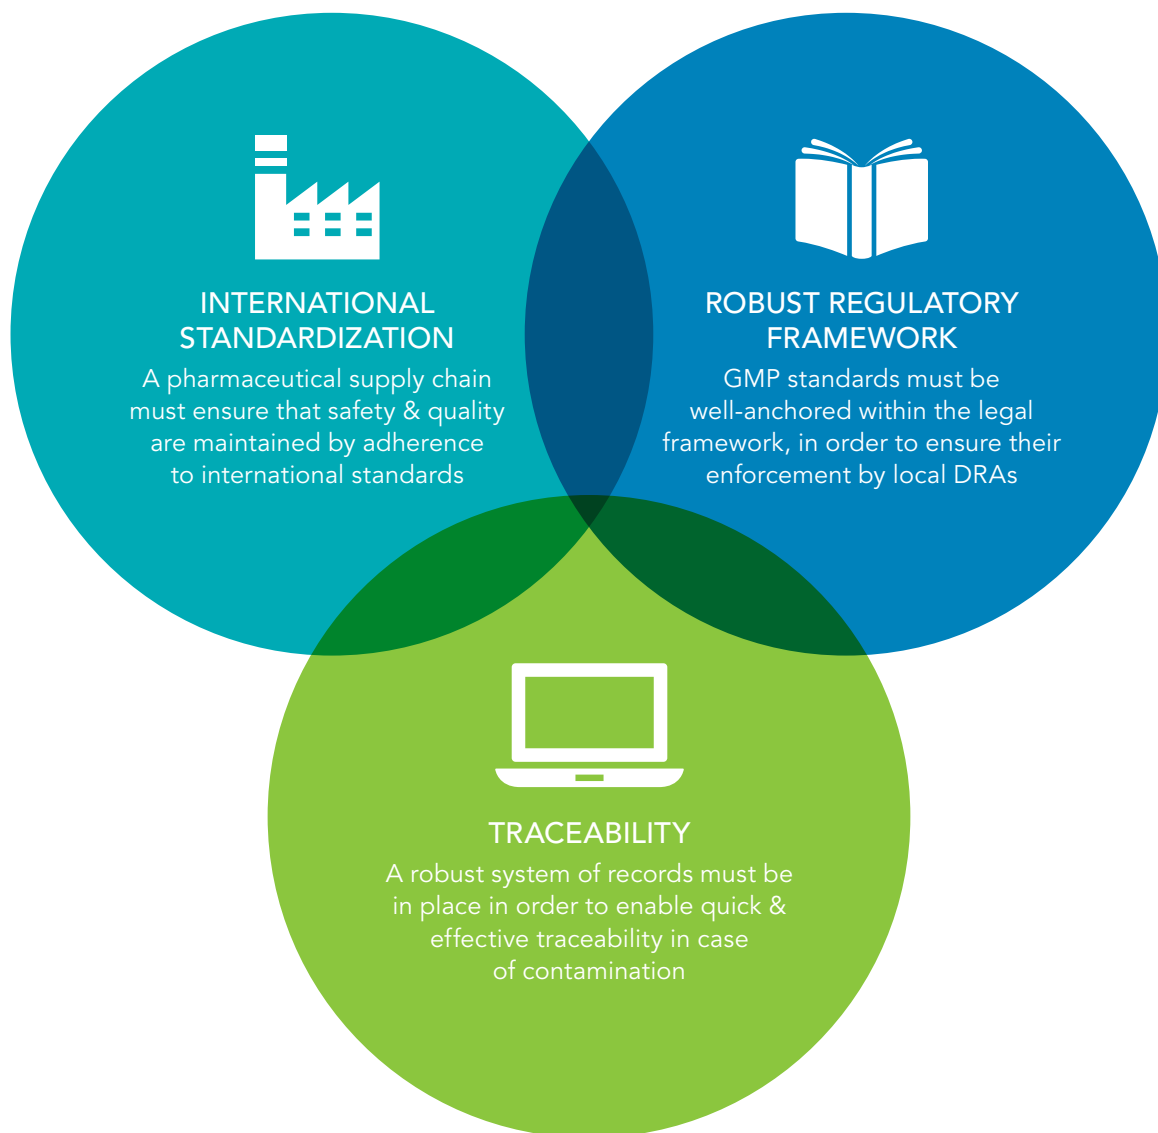 INTERNATIONAL
STANDARDIZATION
A pharmaceutical supply chain
must ensure that safety & quality
are maintained by adherence
to international standards
ROBUST REGULATORY
FRAMEWORK
GMP standards must be
well-anchored within the legal
framework, in order to ensure their
enforcement by local DRAs
TRACEABILITY
A robust system of records must be
in place in order to enable quick &
effective traceability in case
of contamination